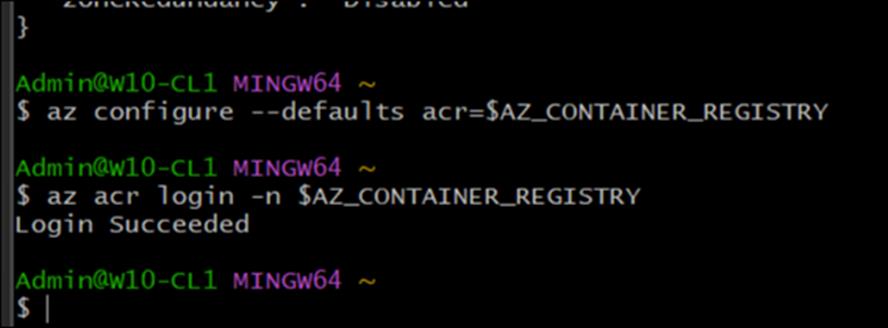 zoneRedundancy": "Disabled"
}
Admin@W10-CL1 MINGW64 ~
$ az configure --defaults acr=$AZ_CONTAINER_REGISTRY
Admin@W10-CL1 MINGW64 ~
$ az acr login -n $AZ_CONTAINER_REGISTRY
Login Succeeded
Admin@W10-CL1 MINGW64 ~
$